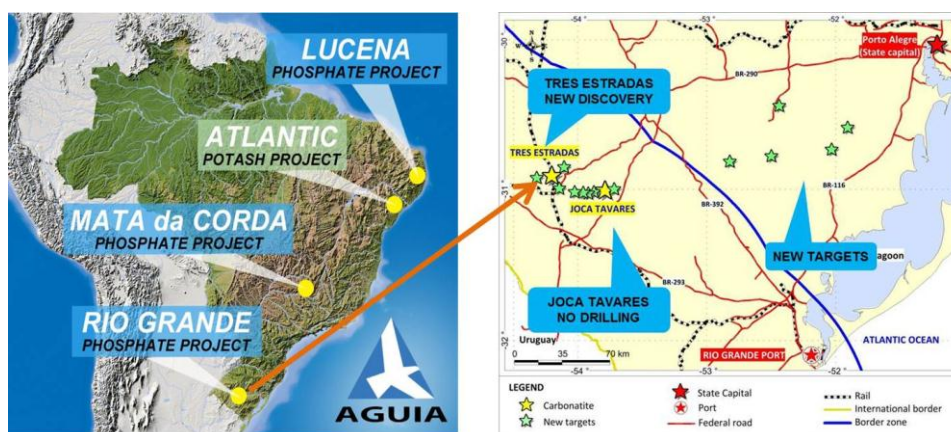 LUCENA
PHOSPHATE PROJECT
ATLANTIC
POTASH PROJECT
MATA da CORDA
PHOSPHATE PROJECT
RIO GRANDE
PHOSPHATE PROJECT
AGUIA
-54
-53
-52
-30
Porto Alegre
(State capital)
BR-290
TRES ESTRADAS
NEW DISCOVERY
TRES ESTRADAS
-31
JOCA TAVARES
BR-116
BR-392
NEW TARGETS
agoon
BR-293
JOCA TAVARES
NO DRILLING
Uruguay
-32
0 35 70 km
RIO GRANDE PORT
ATLANTIC OCEAN
-54
-53
-52
LEGEND
Carbonatite
New targets
State Capital
Port
Federal road
Rail
International border
Border zone